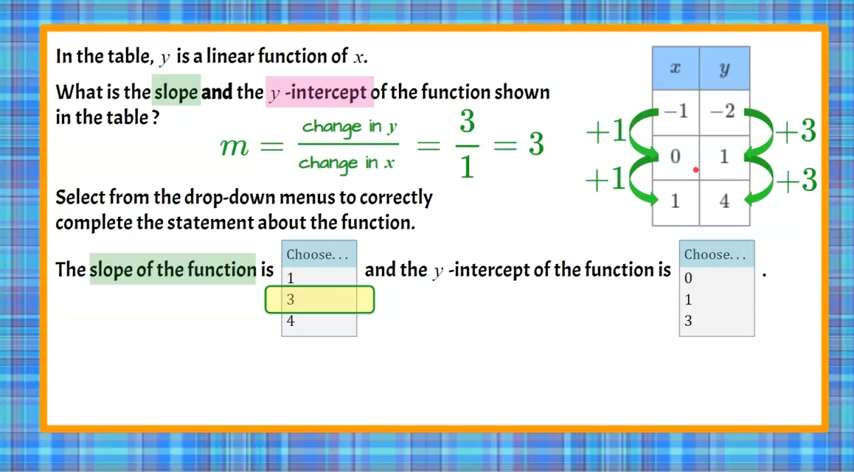 In the table, y is a linear function of x.
What is the slope and the y -intercept of the function shown
in the table ?
m = change in y / change in x = 3/1 = 3
x y
-1 -2
0 1
1 4
+1 +3
+1 +3
Select from the drop-down menus to correctly
complete the statement about the function.
The slope of the function is Choose... and the y -intercept of the function is Choose... .
1
3
4
0
1
3